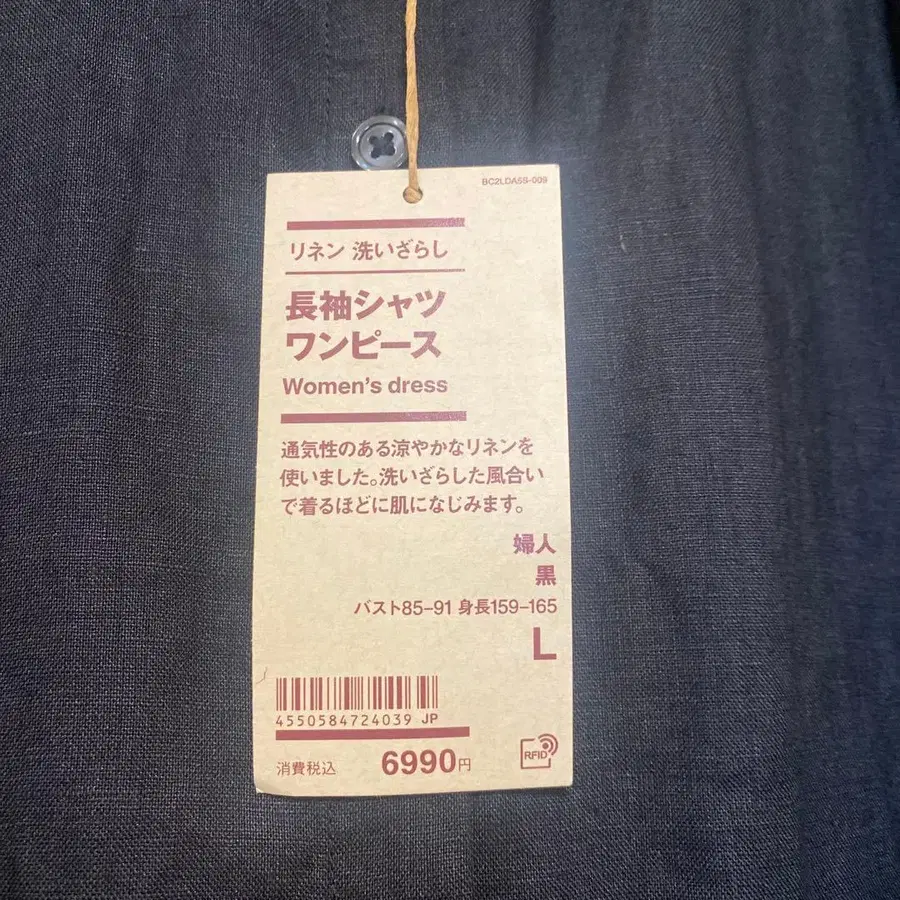 BC2LDA5S-009
リネン 洗いざらし
長袖シャツ
ワンピース
Women's dress
通気性のある涼やかなリネンを
使いました。洗いざらした風合い
で着るほどに肌になじみます。
婦人
黒
バスト85-91 身長159-165
L
4550584724039 JP
消費税込 6990円
RFID